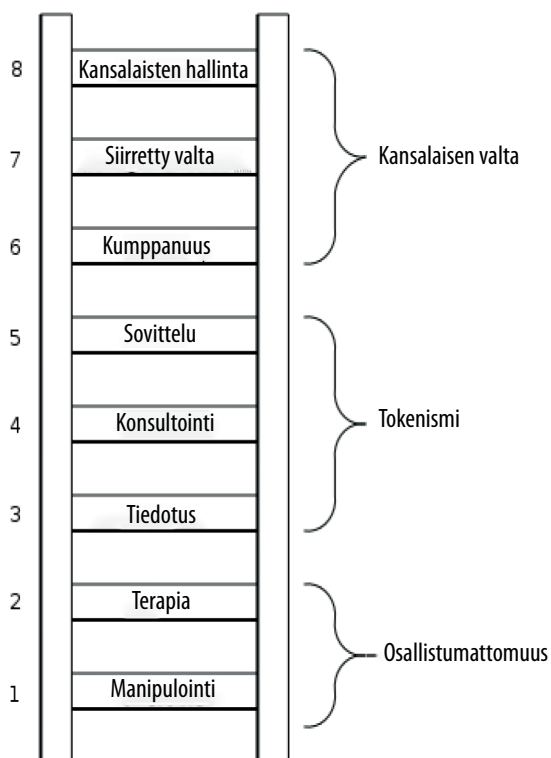 8 Kansalaisten hallinta
7 Siirretty valta
Kansalaisen valta
6 Kumppanuus
5 Sovittelu
4 Konsultointi
Tokenismi
3 Tiedotus
2 Terapia
Osallistumattomuus
1 Manipulointi